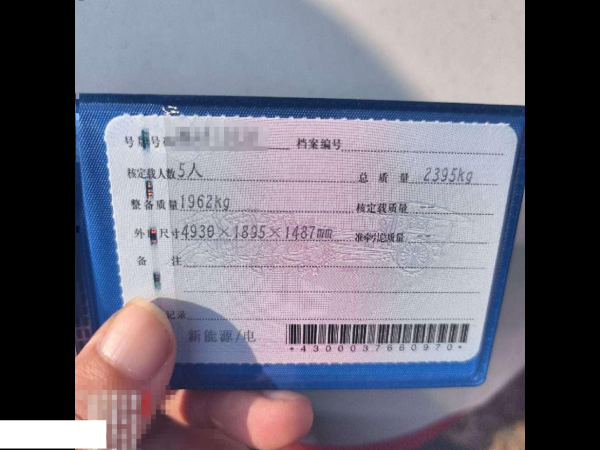 号牌号码 档案编号
核定载人数 5人 总质量 2395kg
整备质量 1962kg 核定载质量
外廓尺寸 4930×1895×1487mm 准牵引总质量
备注
记录
新能源/电
*4300037660970*